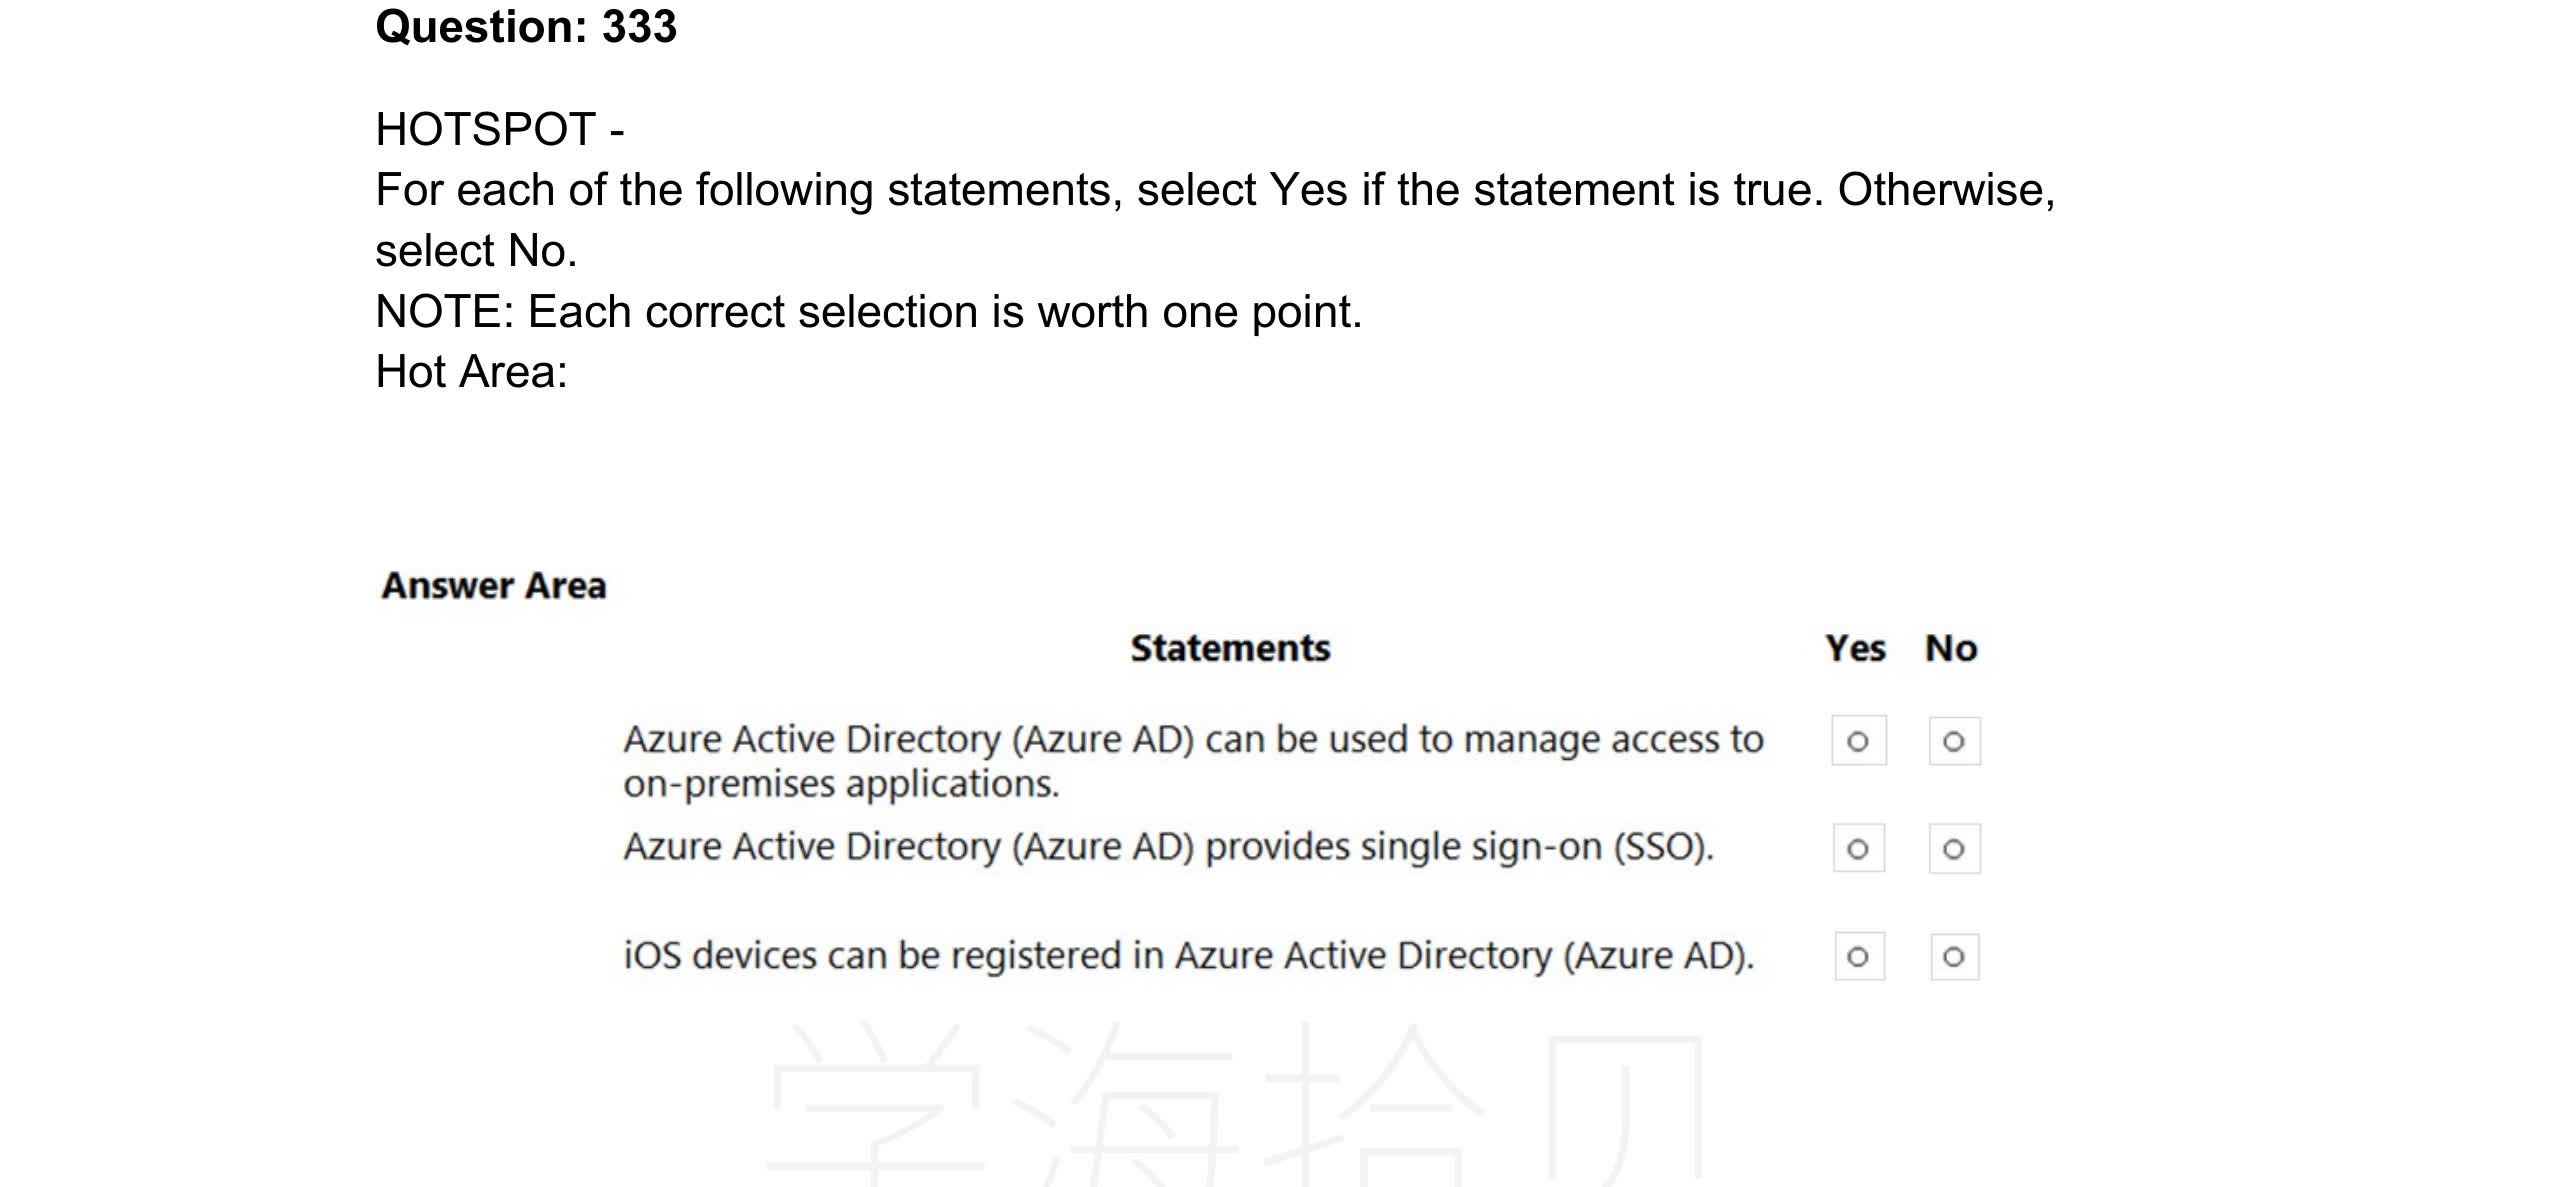 Question: 333
HOTSPOT -
For each of the following statements, select Yes if the statement is true. Otherwise,
select No.
NOTE: Each correct selection is worth one point.
Hot Area:
Answer Area
Statements Yes No
Azure Active Directory (Azure AD) can be used to manage access to
on-premises applications.
Azure Active Directory (Azure AD) provides single sign-on (SSO).
iOS devices can be registered in Azure Active Directory (Azure AD).
学海拾贝